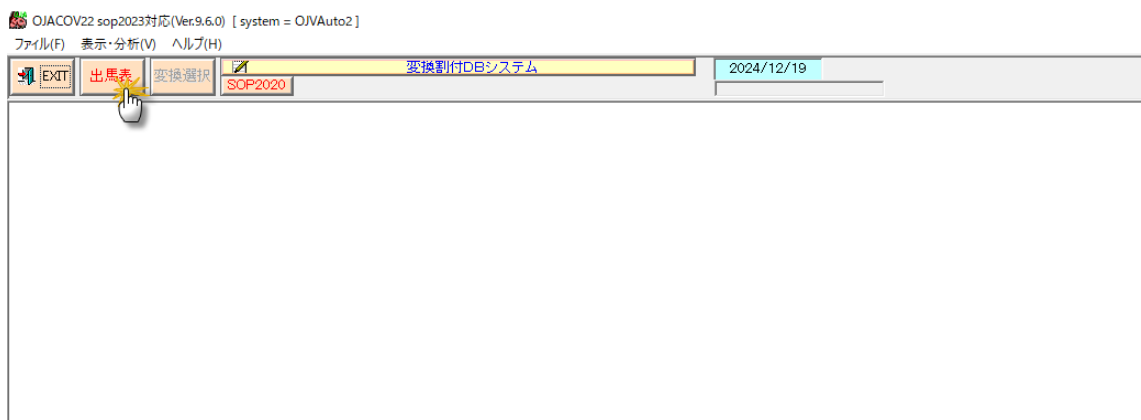 OJACOV22 sop2023対応(Ver.9.6.0) [ system = OJVAuto2 ]
ファイル(F) 表示・分析(V) ヘルプ(H)
EXIT 出馬表 変換選択 変換割付DBシステム 2024/12/19
SOP2020